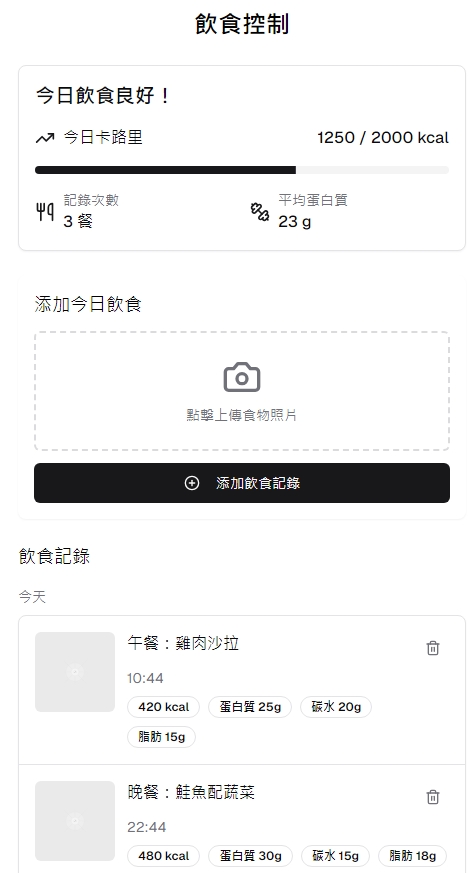 飲食控制
今日飲食良好！
今日卡路里 1250 / 2000 kcal
記錄次數 平均蛋白質
3 餐 23 g
添加今日飲食
點擊上傳食物照片
添加飲食記錄
飲食記錄
今天
午餐：雞肉沙拉
10:44
420 kcal 蛋白質 25g 碳水 20g
脂肪 15g
晚餐：鮭魚配蔬菜
22:44
480 kcal 蛋白質 30g 碳水 15g 脂肪 18g